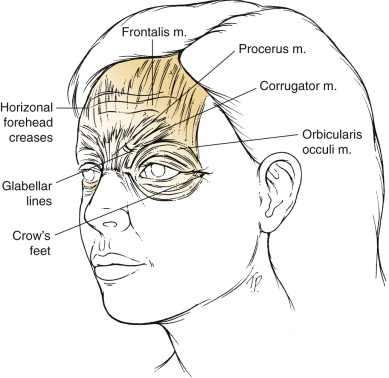 Frontalis m.
Procerus m.
Corrugator m.
Horizonal
forehead
creases
Orbicularis
occuli m.
Glabellar
lines
Crow's
feet